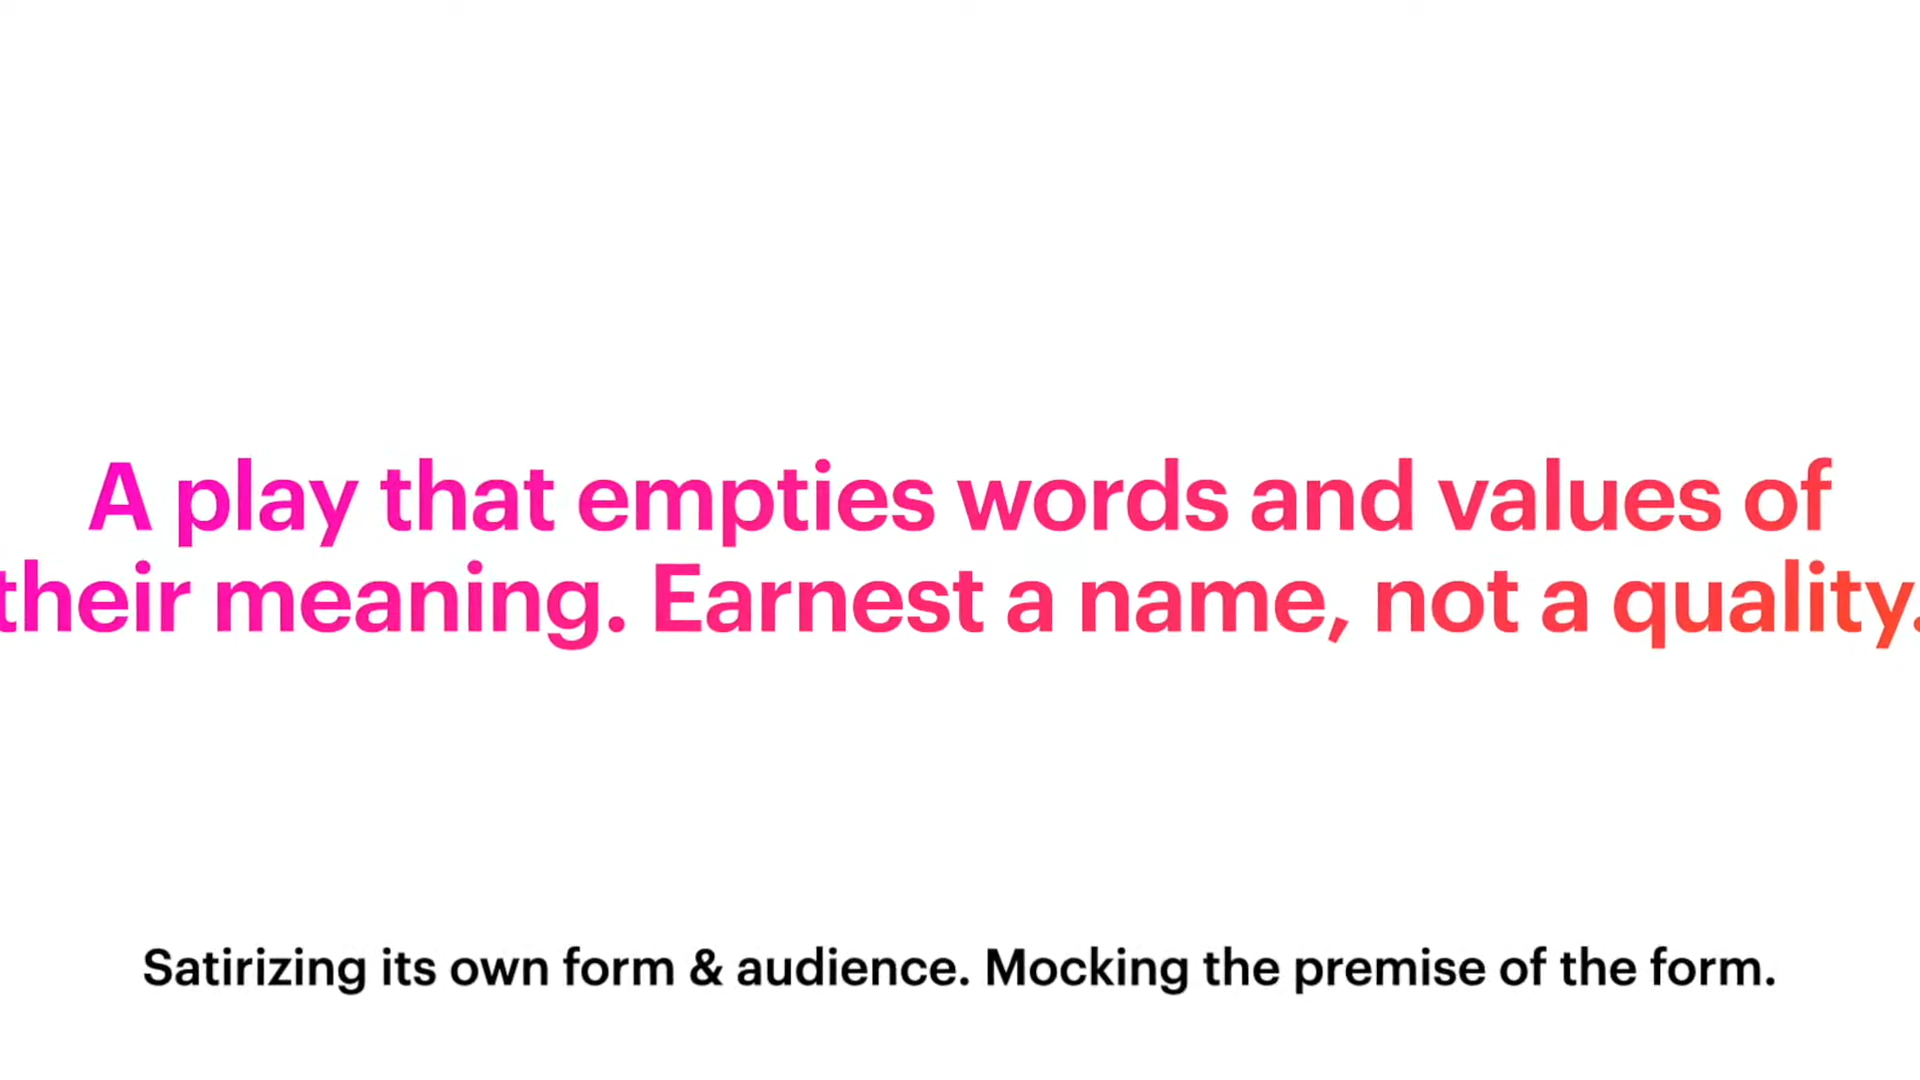 A play that empties words and values of
their meaning. Earnest a name, not a quality.
Satirizing its own form & audience. Mocking the premise of the form.